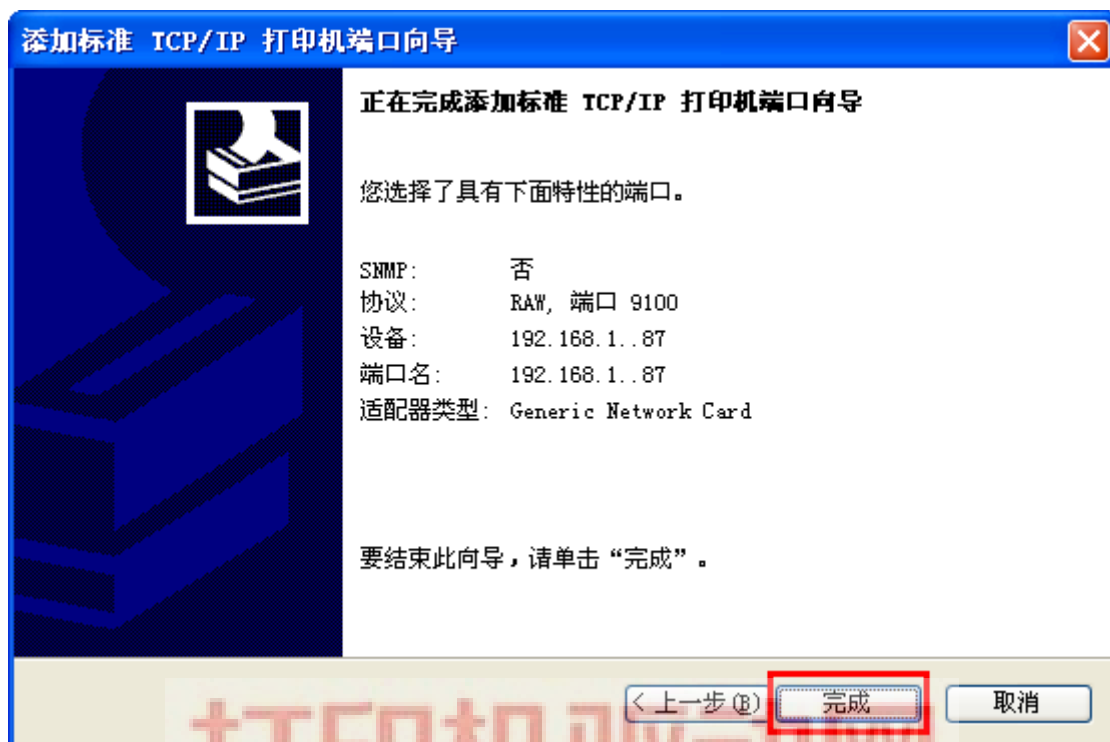 添加标准 TCP/IP 打印机端口向导
正在完成添加标准 TCP/IP 打印机端口向导
您选择了具有下面特性的端口。
SNMP: 否
协议: RAW, 端口 9100
设备: 192.168.1..87
端口名: 192.168.1..87
适配器类型: Generic Network Card
要结束此向导，请单击“完成”。
< 上一步(B) 完成 取消